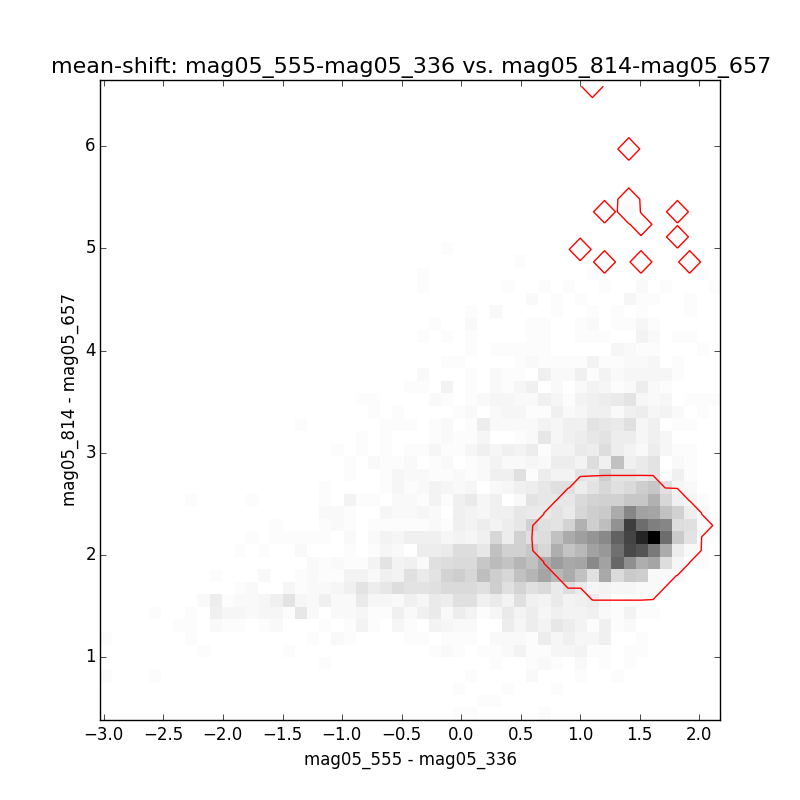 mean-shift: mag05_555-mag05_336 vs. mag05_814-mag05_657
6
5
4
3
2
1
mag05_814 - mag05_657
−3.0 −2.5 −2.0 −1.5 −1.0 −0.5 0.0 0.5 1.0 1.5 2.0
mag05_555 - mag05_336